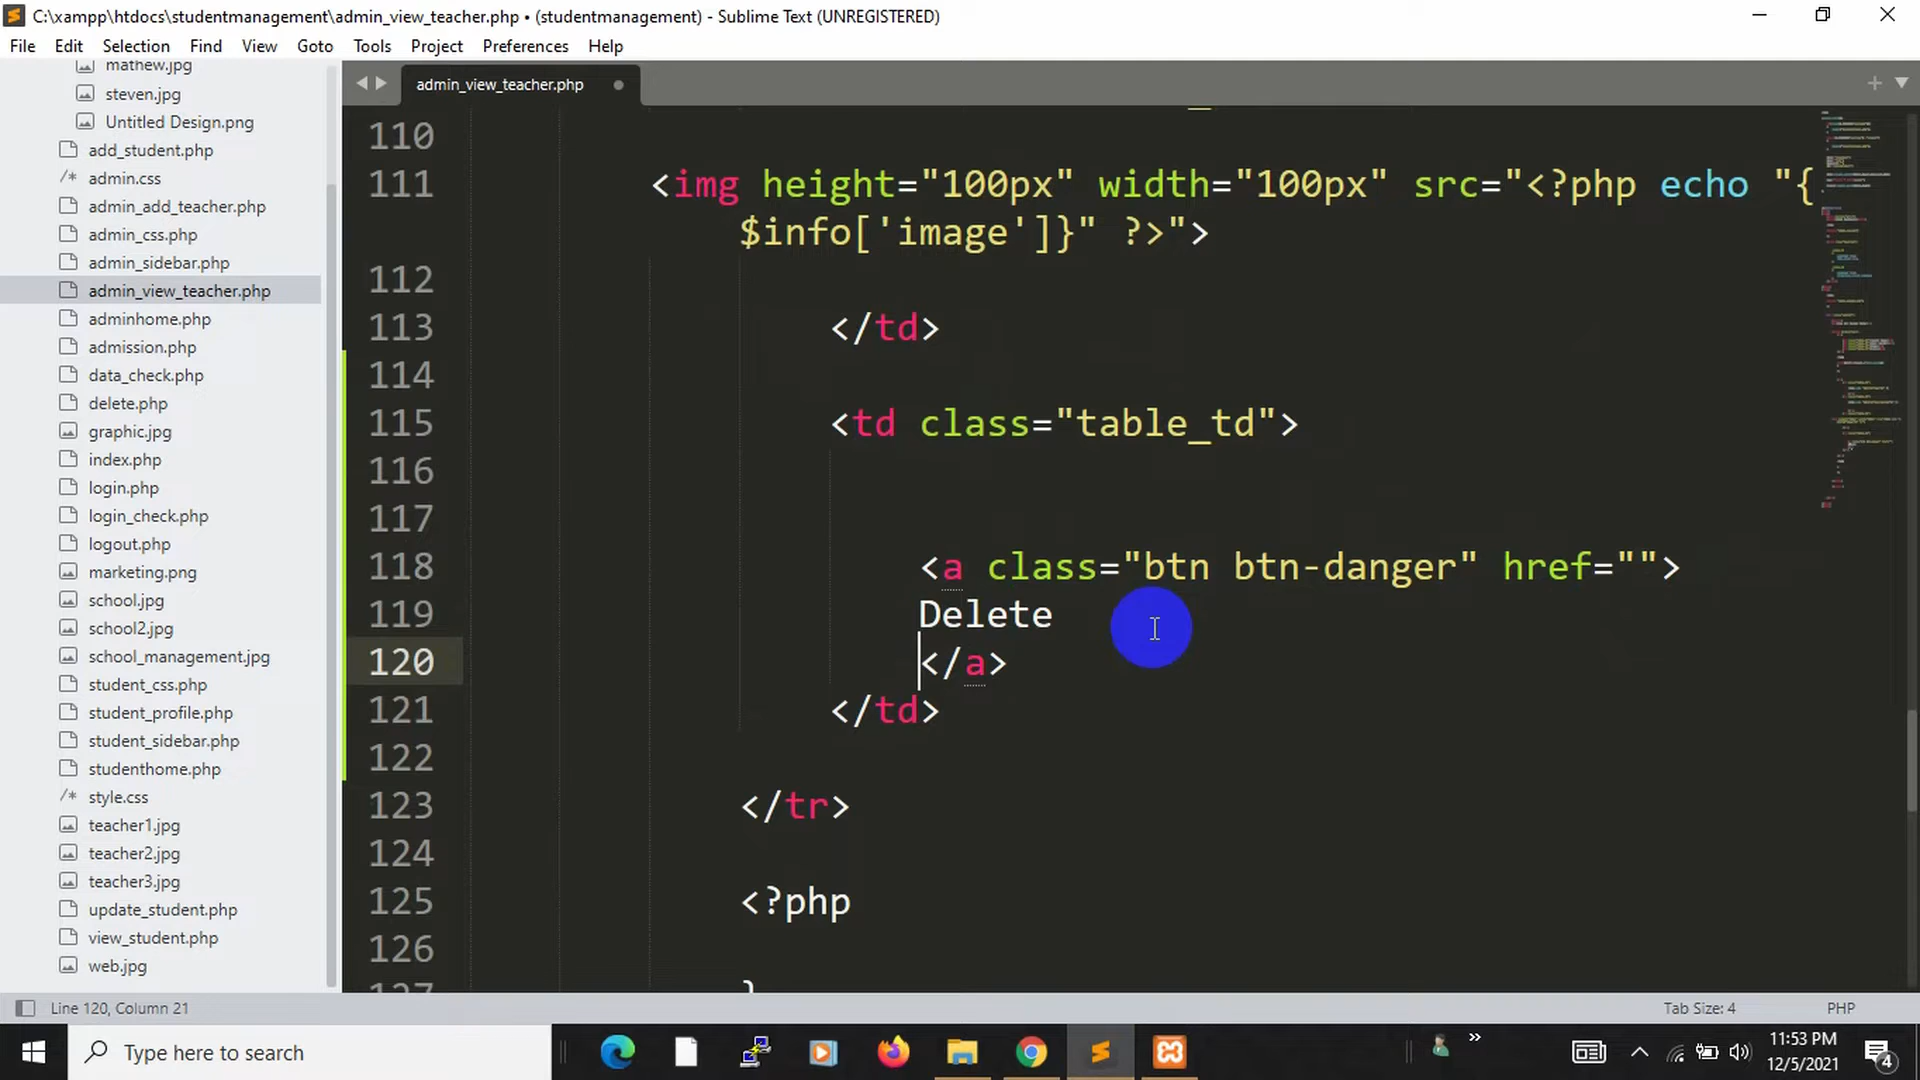 C:\xampp\htdocs\studentmanagement\admin_view_teacher.php • (studentmanagement) - Sublime Text (UNREGISTERED)
File Edit Selection Find View Goto Tools Project Preferences Help
mathew.jpg
steven.jpg
Untitled Design.png
add_student.php
admin.css
admin_add_teacher.php
admin_css.php
admin_sidebar.php
admin_view_teacher.php
adminhome.php
admission.php
data_check.php
delete.php
graphic.jpg
index.php
login.php
login_check.php
logout.php
marketing.png
school.jpg
school2.jpg
school_management.jpg
student_css.php
student_profile.php
student_sidebar.php
studenthome.php
style.css
teacher1.jpg
teacher2.jpg
teacher3.jpg
update_student.php
view_student.php
web.jpg
admin_view_teacher.php
110
111 <img height="100px" width="100px" src="<?php echo "{
$info['image']}" ?>">
112
113 </td>
114
115 <td class="table_td">
116
117
118 <a class="btn btn-danger" href="">
119 Delete
120 </a>
121 </td>
122
123 </tr>
124
125 <?php
126
127 }
Line 120, Column 21 Tab Size: 4 PHP
Type here to search
11:53 PM
12/5/2021
4